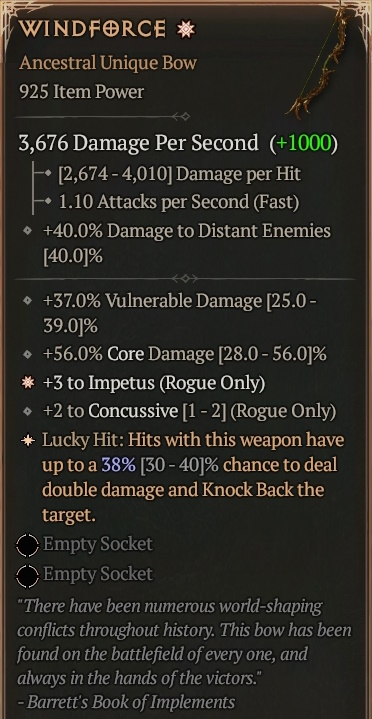 WINDFORCE
Ancestral Unique Bow
925 Item Power
3,676 Damage Per Second (+1000)
[2,674 - 4,010] Damage per Hit
1.10 Attacks per Second (Fast)
+40.0% Damage to Distant Enemies
[40.0]%
+37.0% Vulnerable Damage [25.0 -
39.0]%
+56.0% Core Damage [28.0 - 56.0]%
+3 to Impetus (Rogue Only)
+2 to Concussive [1 - 2] (Rogue Only)
Lucky Hit: Hits with this weapon have
up to a 38% [30 - 40]% chance to deal
double damage and Knock Back the
target.
Empty Socket
Empty Socket
"There have been numerous world-shaping
conflicts throughout history. This bow has been
found on the battlefield of every one, and
always in the hands of the victors."
- Barrett's Book of Implements